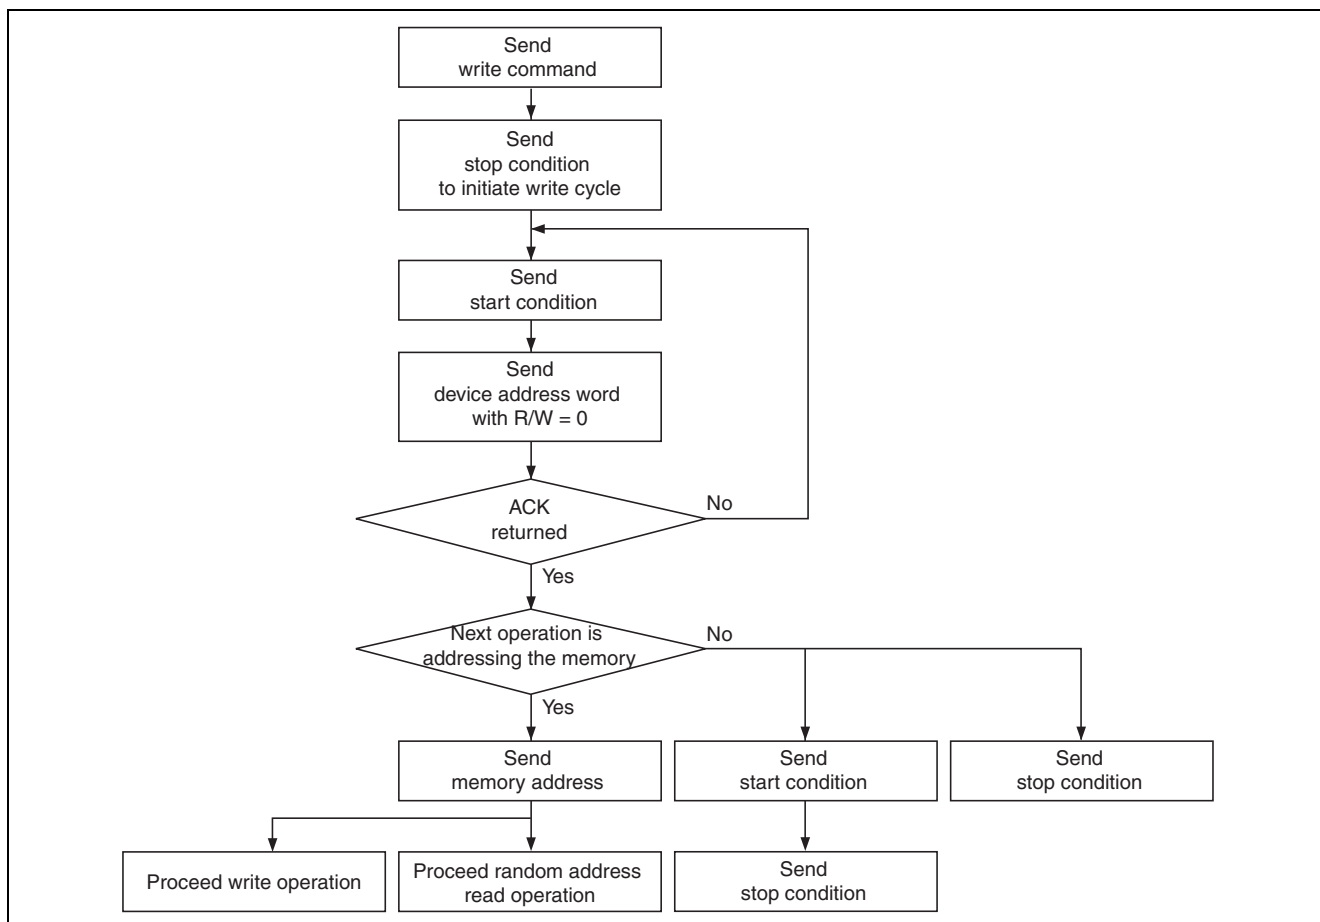 Send
write command
Send
stop condition
to initiate write cycle
Send
start condition
Send
device address word
with R/W = 0
ACK
returned
No
Yes
Next operation is
addressing the memory
No
Yes
Send
memory address
Send
start condition
Send
stop condition
Proceed write operation
Proceed random address
read operation
Send
stop condition